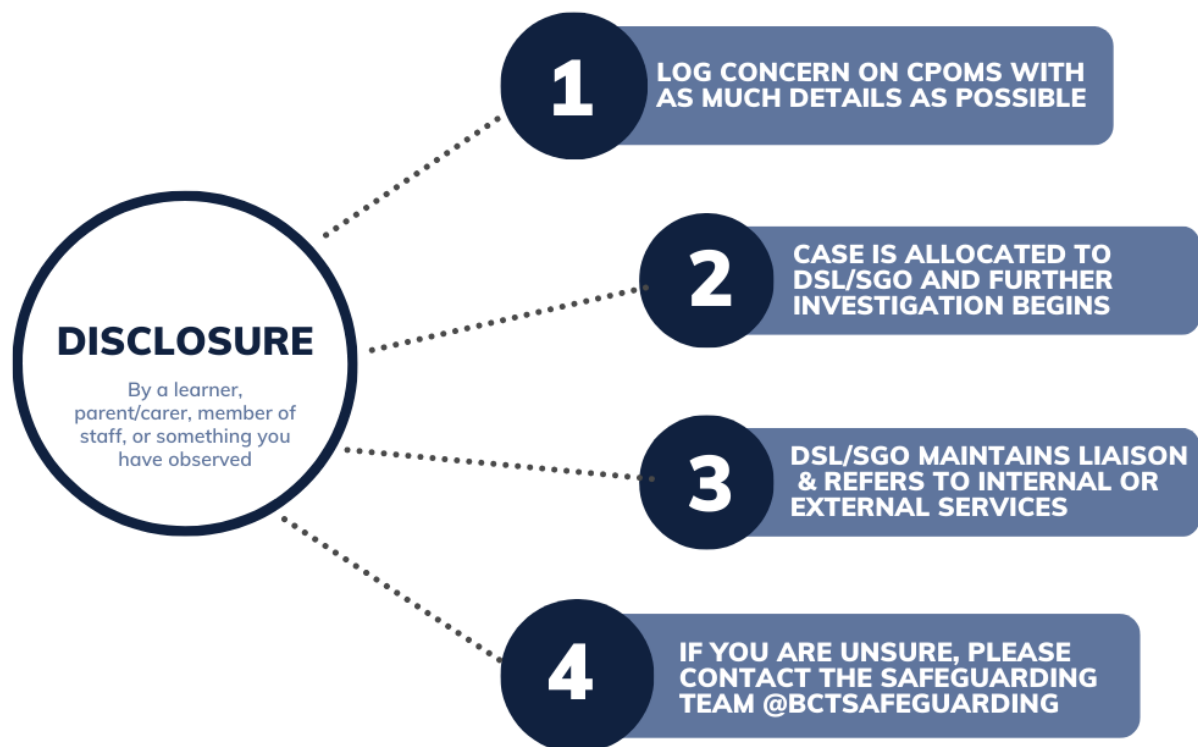 DISCLOSURE
By a learner,
parent/carer, member of
staff, or something you
have observed
1
LOG CONCERN ON CPOMS WITH
AS MUCH DETAILS AS POSSIBLE
2
CASE IS ALLOCATED TO
DSL/SGO AND FURTHER
INVESTIGATION BEGINS
3
DSL/SGO MAINTAINS LIAISON
& REFERS TO INTERNAL OR
EXTERNAL SERVICES
4
IF YOU ARE UNSURE, PLEASE
CONTACT THE SAFEGUARDING
TEAM @BCTSAFEGUARDING